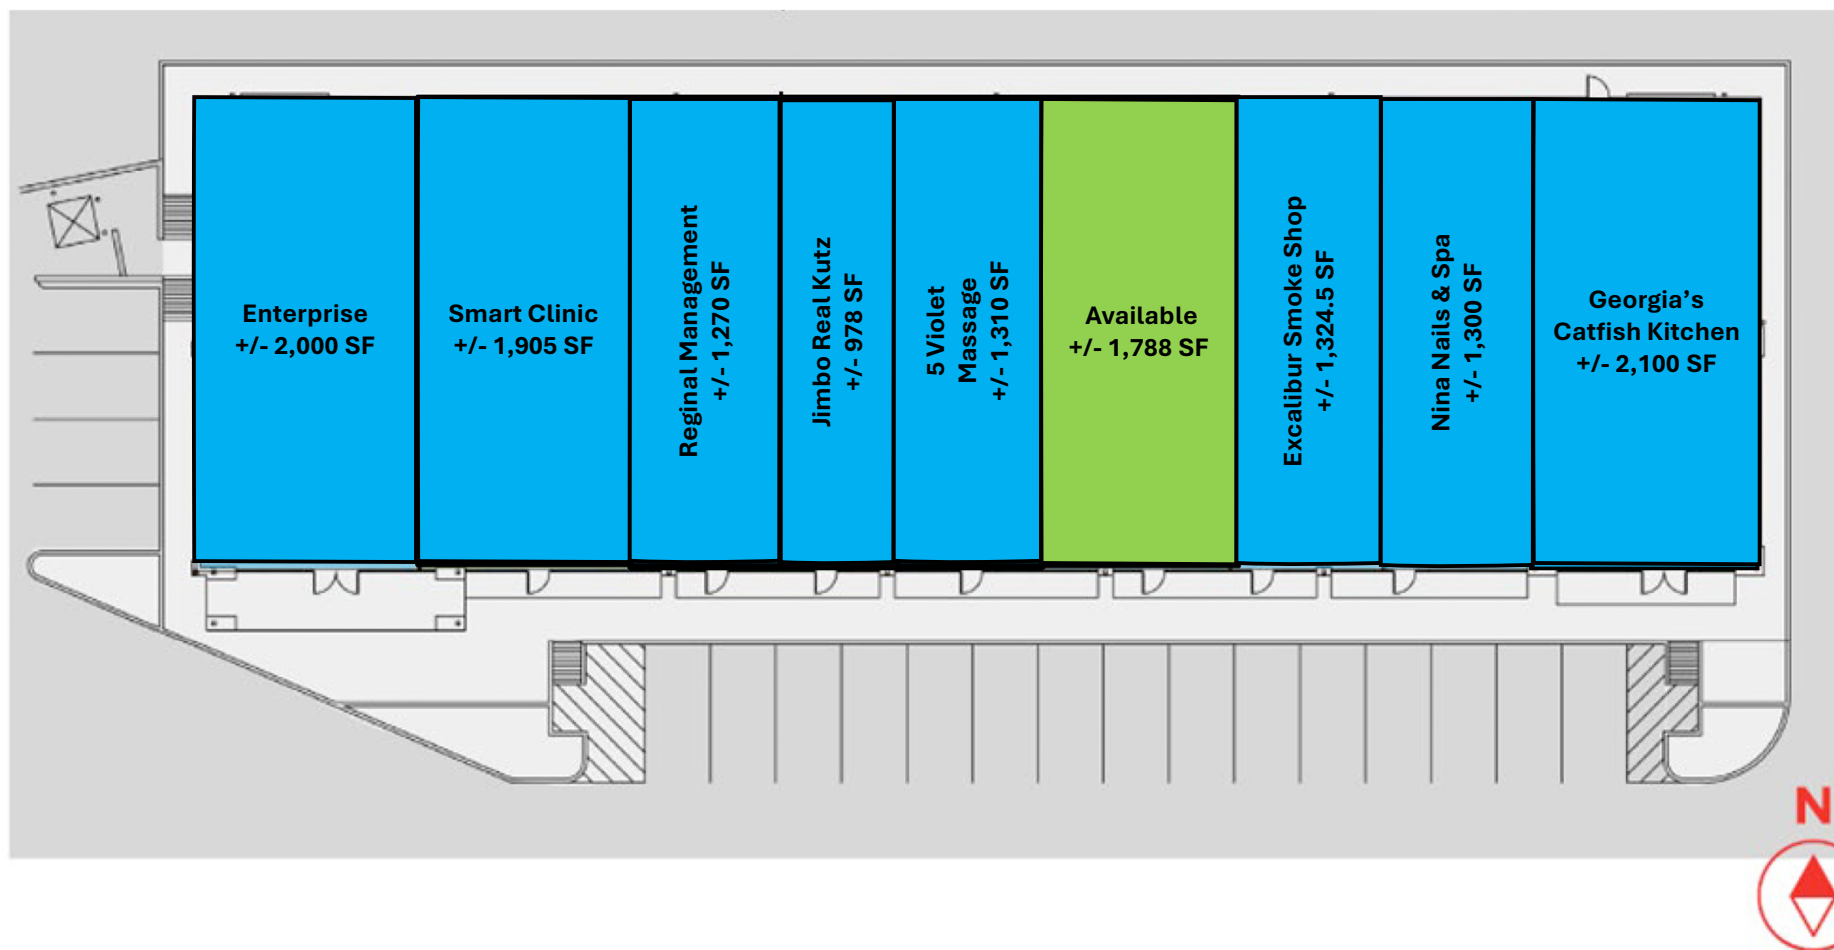 Enterprise
+/- 2,000 SF
Smart Clinic
+/- 1,905 SF
Reginal Management
+/- 1,270 SF
Jimbo Real Kutz
+/- 978 SF
5 Violet
Massage
+/- 1,310 SF
Available
+/- 1,788 SF
Excalibur Smoke Shop
+/- 1,324.5 SF
Nina Nails & Spa
+/- 1,300 SF
Georgia’s
Catfish Kitchen
+/- 2,100 SF
N